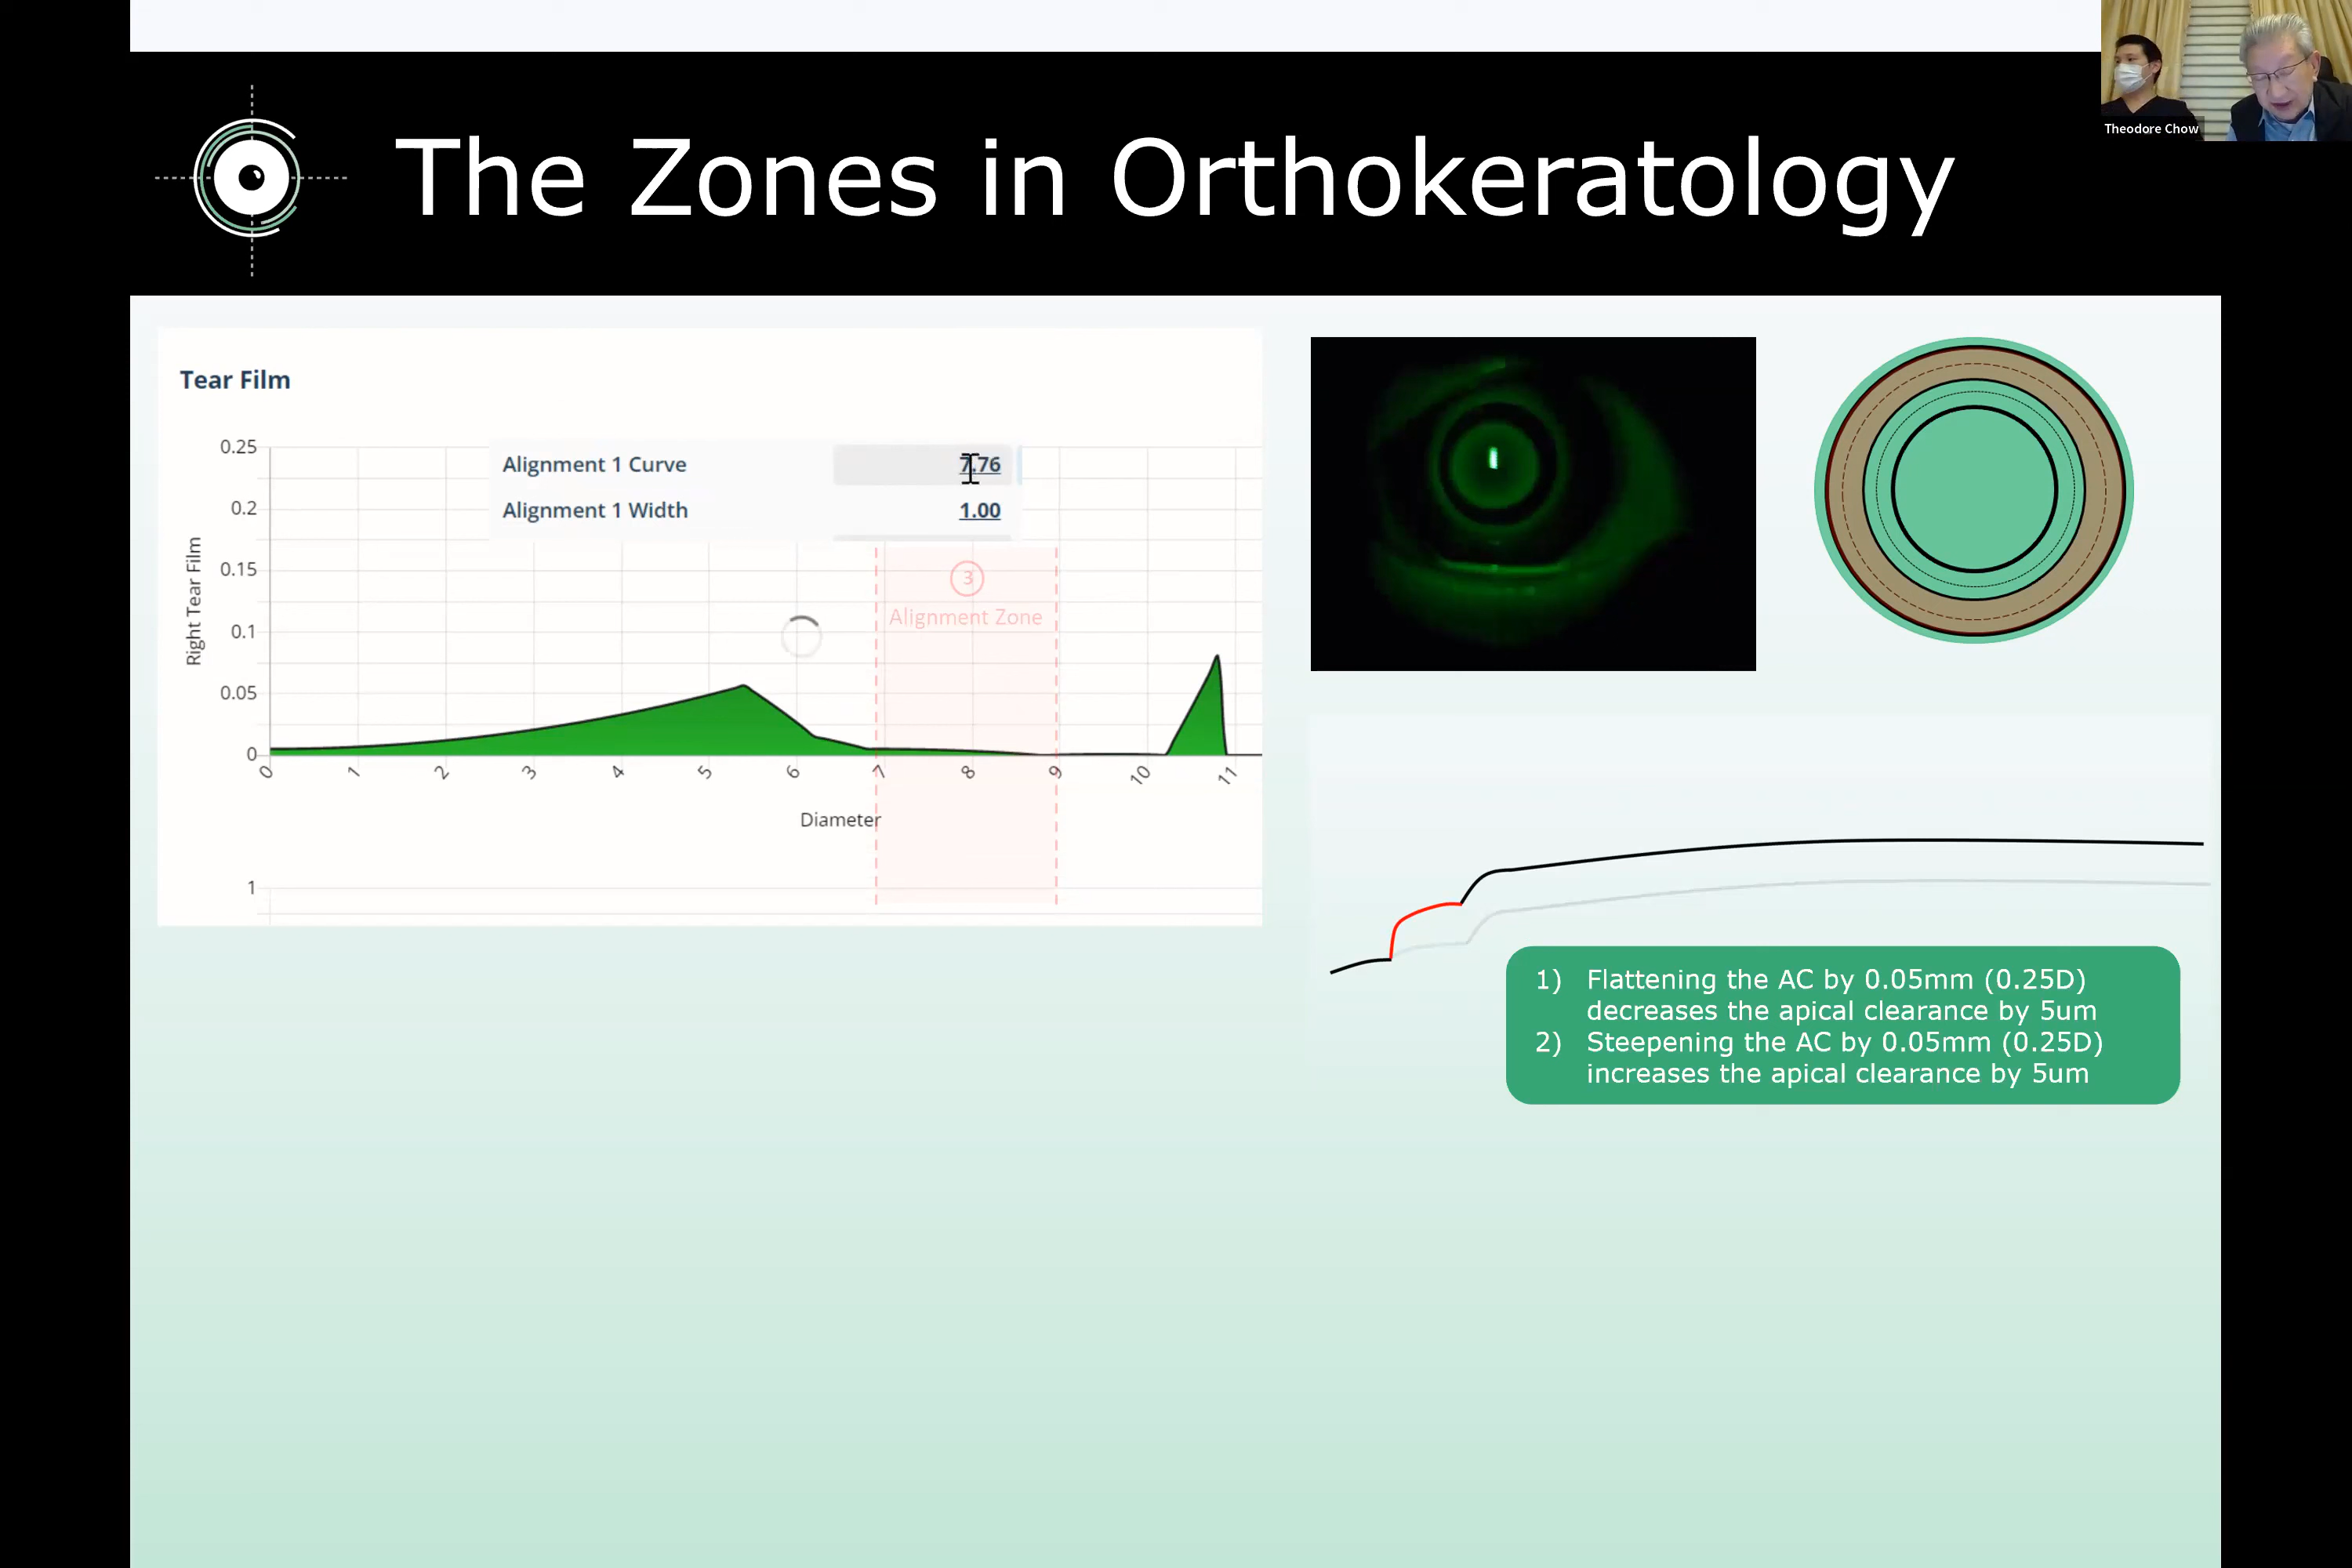 Theodore Chow
The Zones in Orthokeratology
Tear Film
Right Tear Film
0.25
0.2
0.15
0.1
0.05
0
Alignment 1 Curve 7.76
Alignment 1 Width 1.00
3
Alignment Zone
0 1 2 3 4 5 6 7 8 9 10 11
Diameter
1
1) Flattening the AC by 0.05mm (0.25D)
decreases the apical clearance by 5um
2) Steepening the AC by 0.05mm (0.25D)
increases the apical clearance by 5um